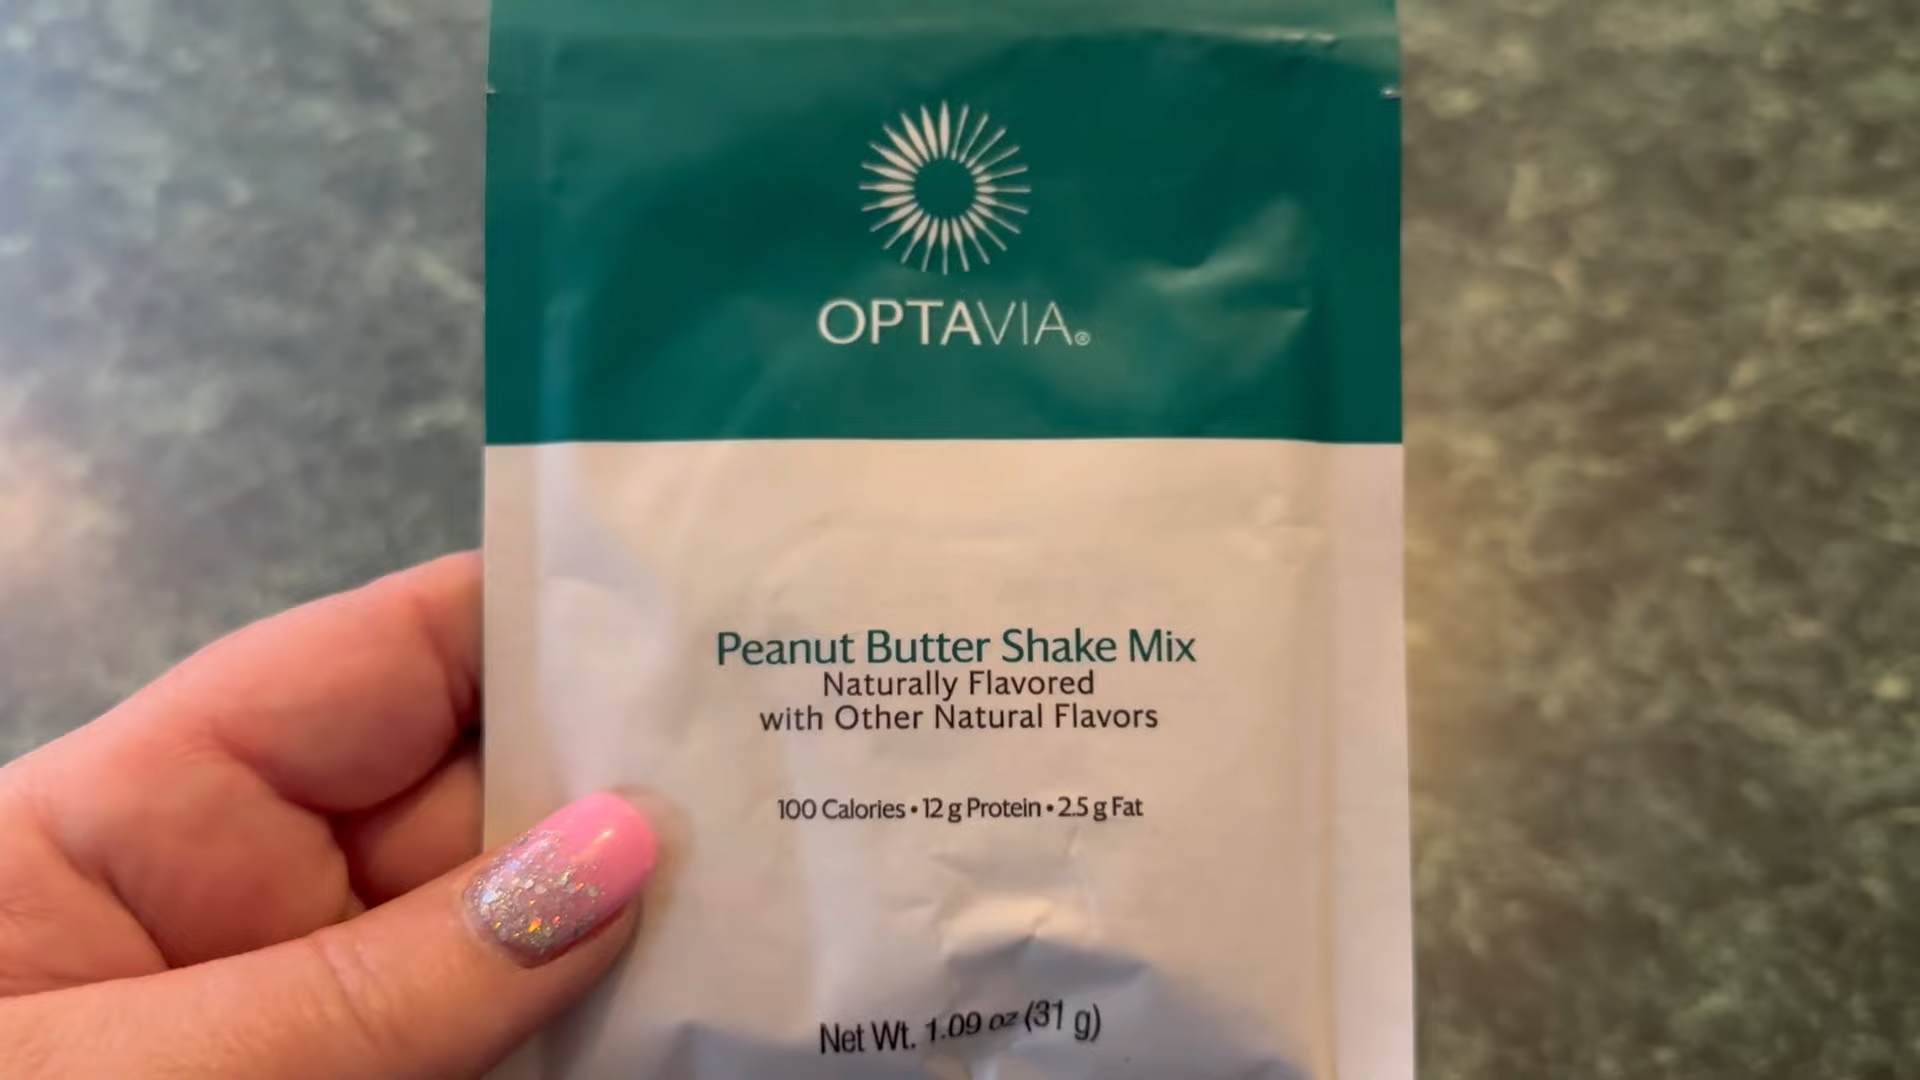 OPTAVIA®
Peanut Butter Shake Mix
Naturally Flavored
with Other Natural Flavors
100 Calories • 12 g Protein • 2.5 g Fat
Net Wt. 1.09 oz (31 g)